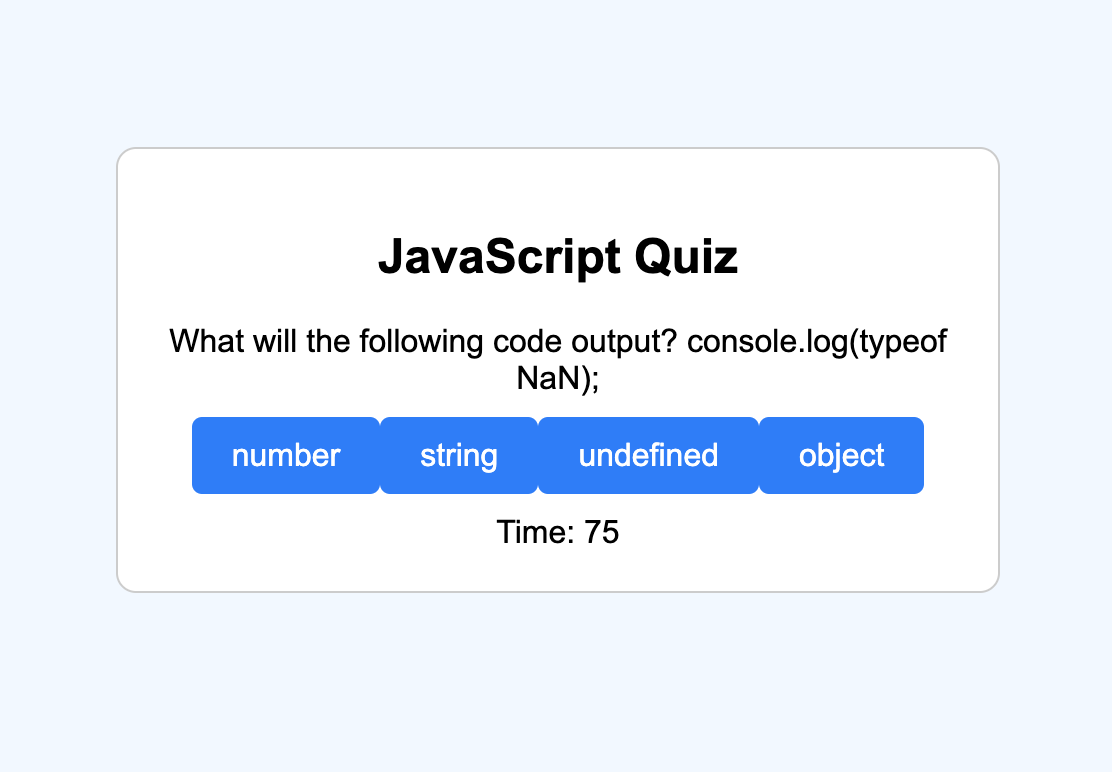 JavaScript Quiz
What will the following code output? console.log(typeof
NaN);
number string undefined object
Time: 75